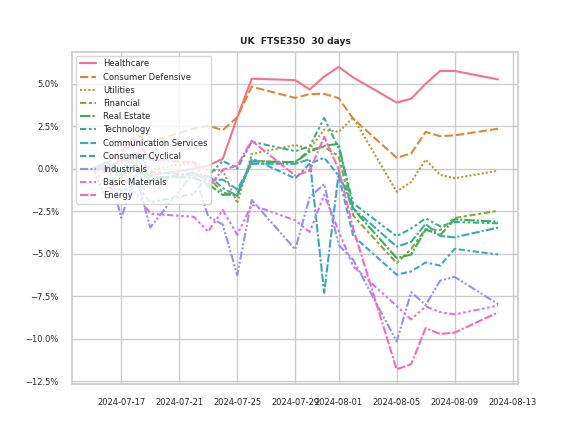 UK  FTSE350  30 days
Healthcare
Consumer Defensive
Utilities
Financial
Real Estate
Technology
Communication Services
Consumer Cyclical
Industrials
Basic Materials
Energy
5.0%
2.5%
0.0%
−2.5%
−5.0%
−7.5%
−10.0%
−12.5%
2024-07-17 2024-07-21 2024-07-25 2024-07-29 2024-08-01 2024-08-05 2024-08-09 2024-08-13